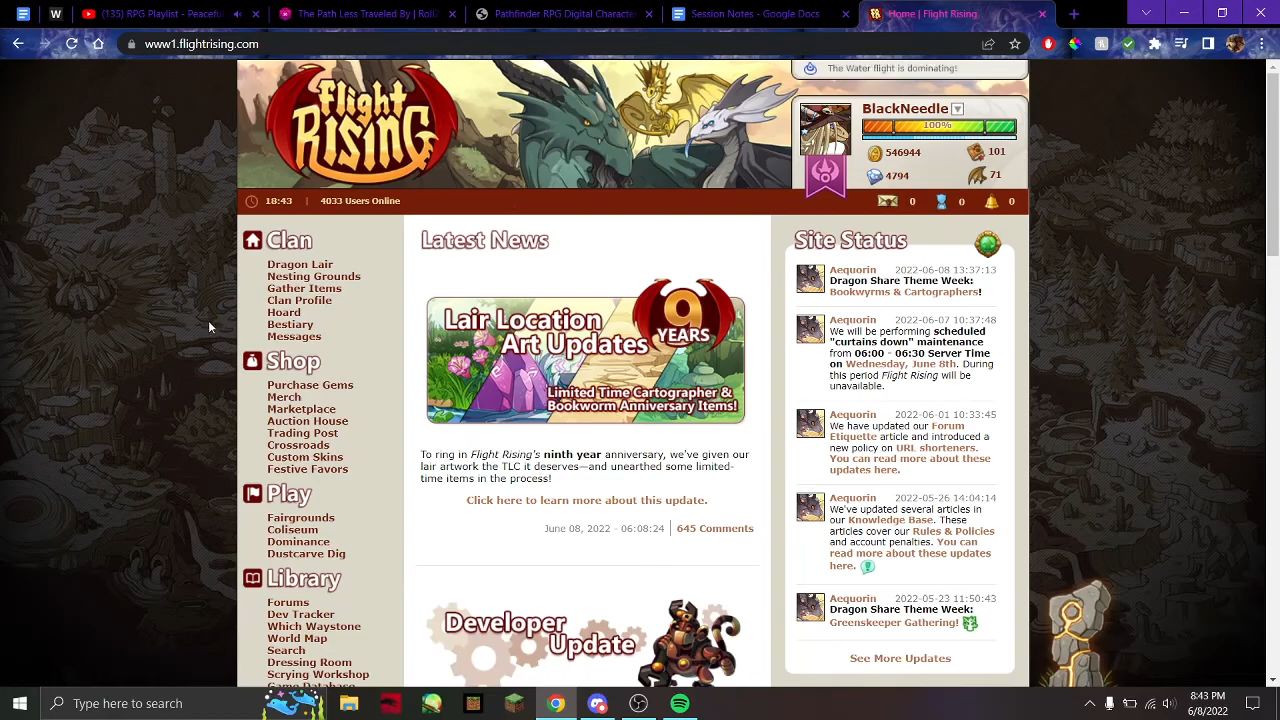 W
(135) RPG Playlist - Peaceful
The Path Less Traveled By | Roll
Pathfinder RPG Digital Character
Session Notes - Google Docs
Home | Flight Rising
www1.flightrising.com
Flight
RISING
The Water flight is dominating!
BlackNeedle
100%
546944
101
4794
71
18:43 | 4033 Users Online
0
0
0
Clan
Dragon Lair
Nesting Grounds
Gather Items
Clan Profile
Hoard
Bestiary
Messages
Shop
Purchase Gems
Merch
Marketplace
Auction House
Trading Post
Crossroads
Custom Skins
Festive Favors
Play
Fairgrounds
Coliseum
Dominance
Dustcarve Dig
Library
Forums
Dev Tracker
Which Waystone
World Map
Search
Dressing Room
Scrying Workshop
Game Database
Latest News
Lair Location
Art Updates
9
YEARS
Limited Time Cartographer &
Bookworm Anniversary Items!
To ring in Flight Rising's ninth year anniversary, we've given our
lair artwork the TLC it deserves—and unearthed some limited-
time items in the process!
Click here to learn more about this update.
June 08, 2022 - 06:08:24 | 645 Comments
Developer
Update
Site Status
Aequorin 2022-06-08 13:37:13
Dragon Share Theme Week:
Bookwyrms & Cartographers!
Aequorin 2022-06-07 10:37:48
We will be performing scheduled
"curtains down" maintenance
from 06:00 - 06:30 Server Time
on Wednesday, June 8th. During
this period Flight Rising will be
unavailable.
Aequorin 2022-06-01 10:33:45
We have updated our Forum
Etiquette article and introduced a
new policy on URL shorteners.
You can read more about these
updates here.
Aequorin 2022-05-26 14:04:14
We've updated several articles in
our Knowledge Base. These
articles cover our Rules & Policies
and account penalties. You can
read more about these updates
here.
Aequorin 2022-05-23 11:50:43
Dragon Share Theme Week:
Greenskeeper Gathering!
See More Updates
Type here to search
8:43 PM
6/8/2022